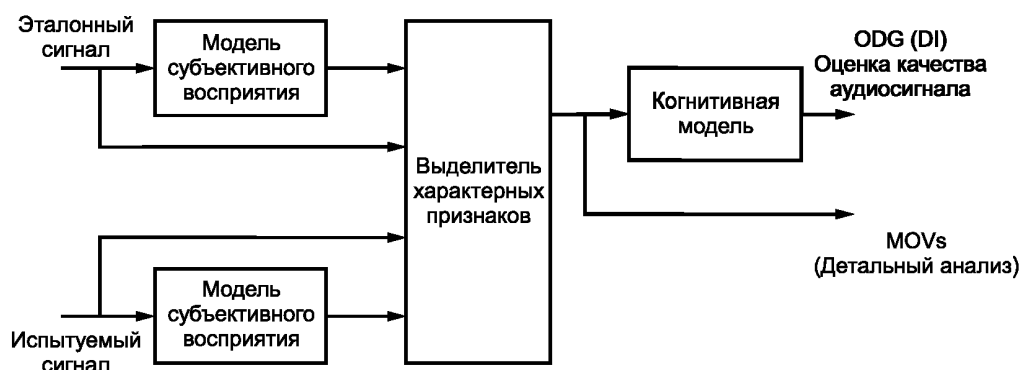 Эталонный
сигнал
Модель
субъективного
восприятия
Выделитель
характерных
признаков
Когнитивная
модель
ODG (DI)
Оценка качества
аудиосигнала
MOVs
(Детальный анализ)
Испытуемый
сигнал
Модель
субъективного
восприятия